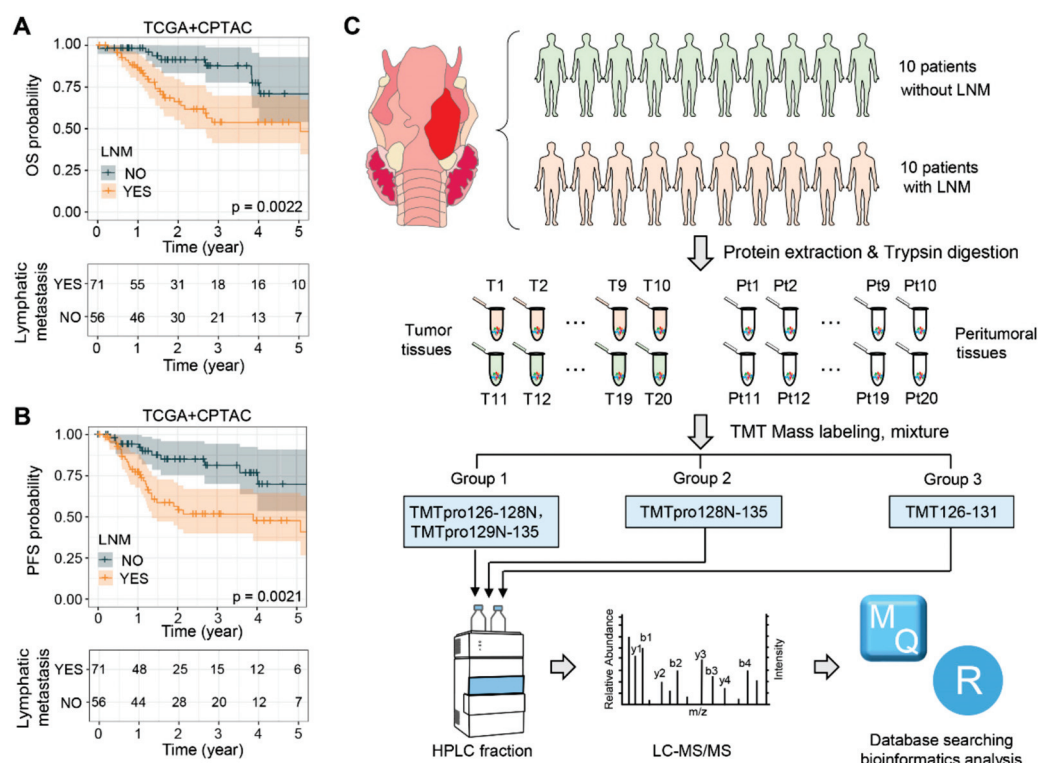 A
TCGA+CPTAC
OS probability
1.00
0.75
0.50
0.25
0.00
LNM
NO
YES
p = 0.0022
0 1 2 3 4 5
Time (year)
Lymphatic
metastasis
YES 71 55 31 18 16 10
NO 56 46 30 21 13 7
0 1 2 3 4 5
Time (year)
B
TCGA+CPTAC
PFS probability
1.00
0.75
0.50
0.25
0.00
LNM
NO
YES
p = 0.0021
0 1 2 3 4 5
Time (year)
Lymphatic
metastasis
YES 71 48 25 15 12 6
NO 56 44 28 20 12 7
0 1 2 3 4 5
Time (year)
C
10 patients
without LNM
10 patients
with LNM
Protein extraction & Trypsin digestion
T1 T2 T9 T10 Pt1 Pt2 Pt9 Pt10
Tumor
tissues
... ...
... ...
Peritumoral
tissues
T11 T12 T19 T20 Pt11 Pt12 Pt19 Pt20
TMT Mass labeling, mixture
Group 1 Group 2 Group 3
TMTpro126-128N,
TMTpro129N-135
TMTpro128N-135
TMT126-131
HPLC fraction
Relative Abundance
y1 b1 y2 b2 y3 b3 y4 b4
Intensity
m/z
LC-MS/MS
M
Q
R
Database searching
bioinformatics analysis